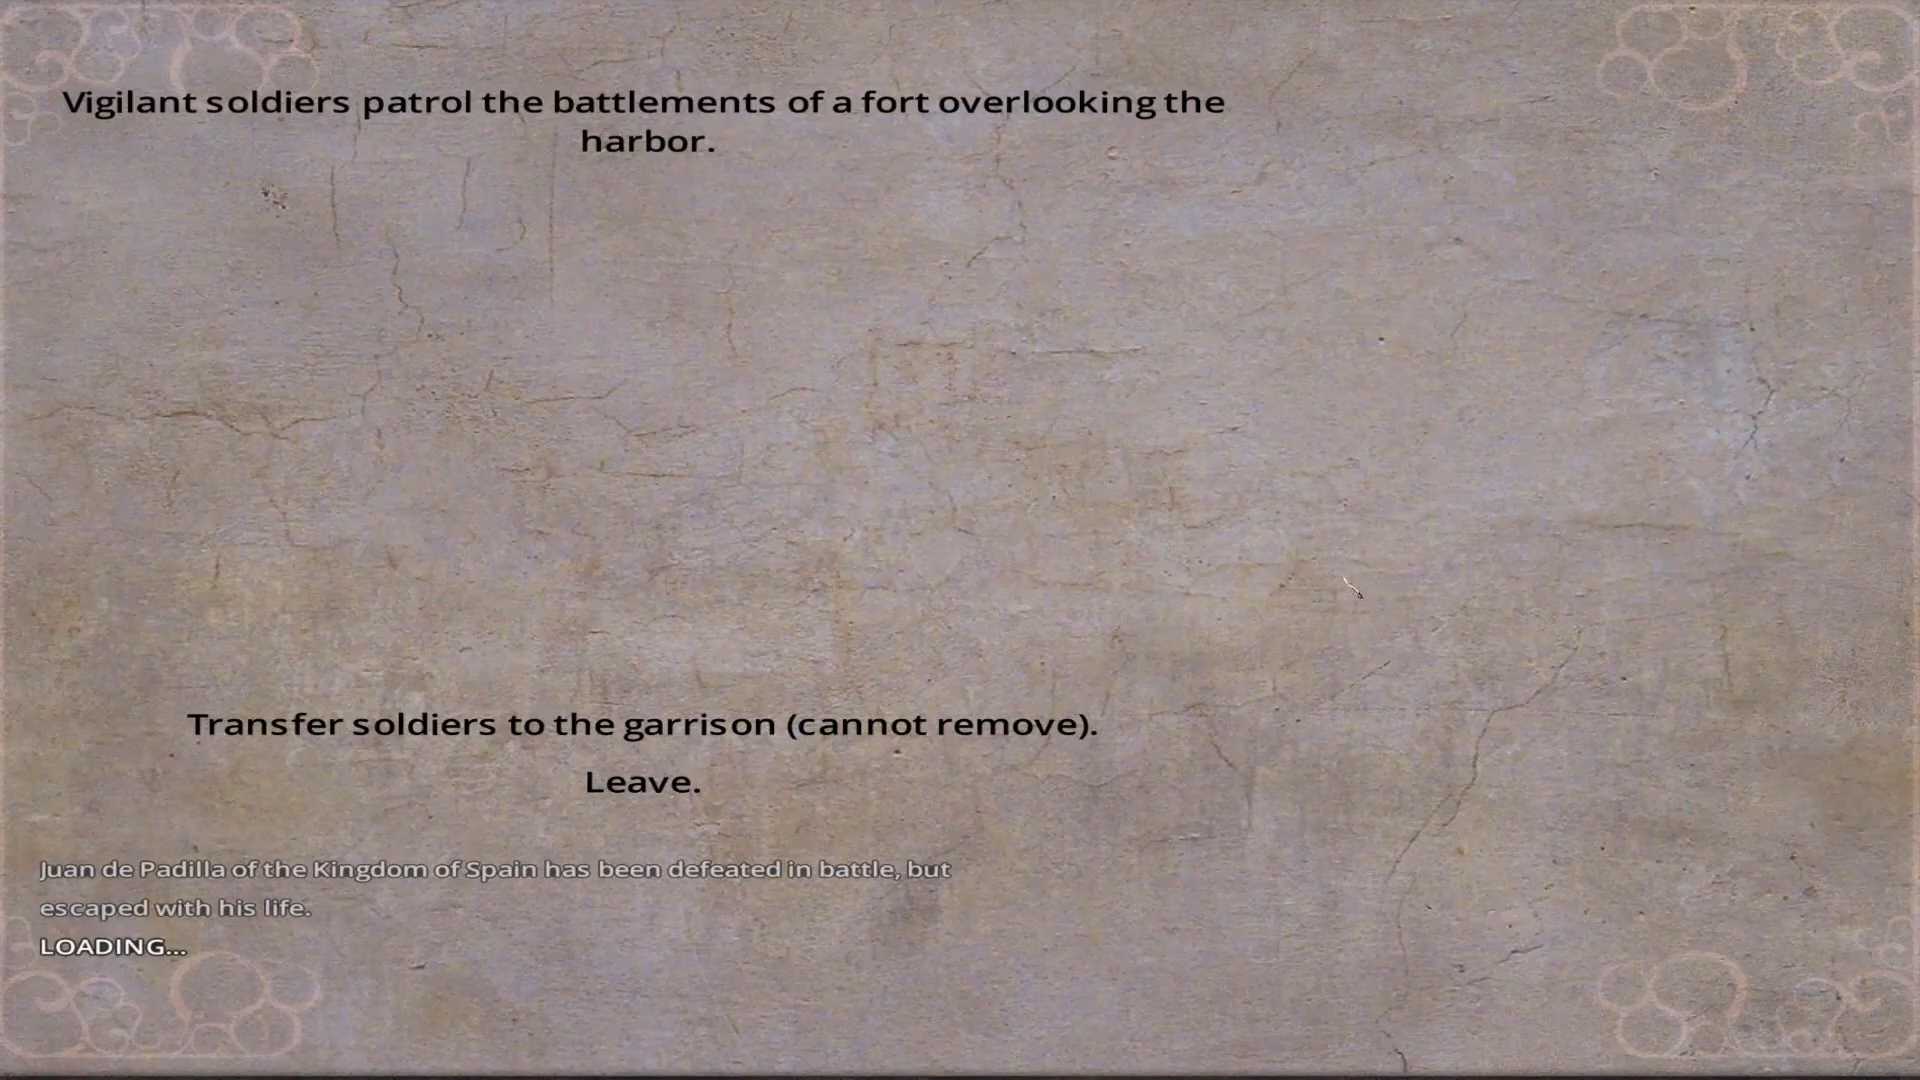 Vigilant soldiers patrol the battlements of a fort overlooking the
harbor.
Transfer soldiers to the garrison (cannot remove).
Leave.
Juan de Padilla of the Kingdom of Spain has been defeated in battle, but
escaped with his life.
LOADING...